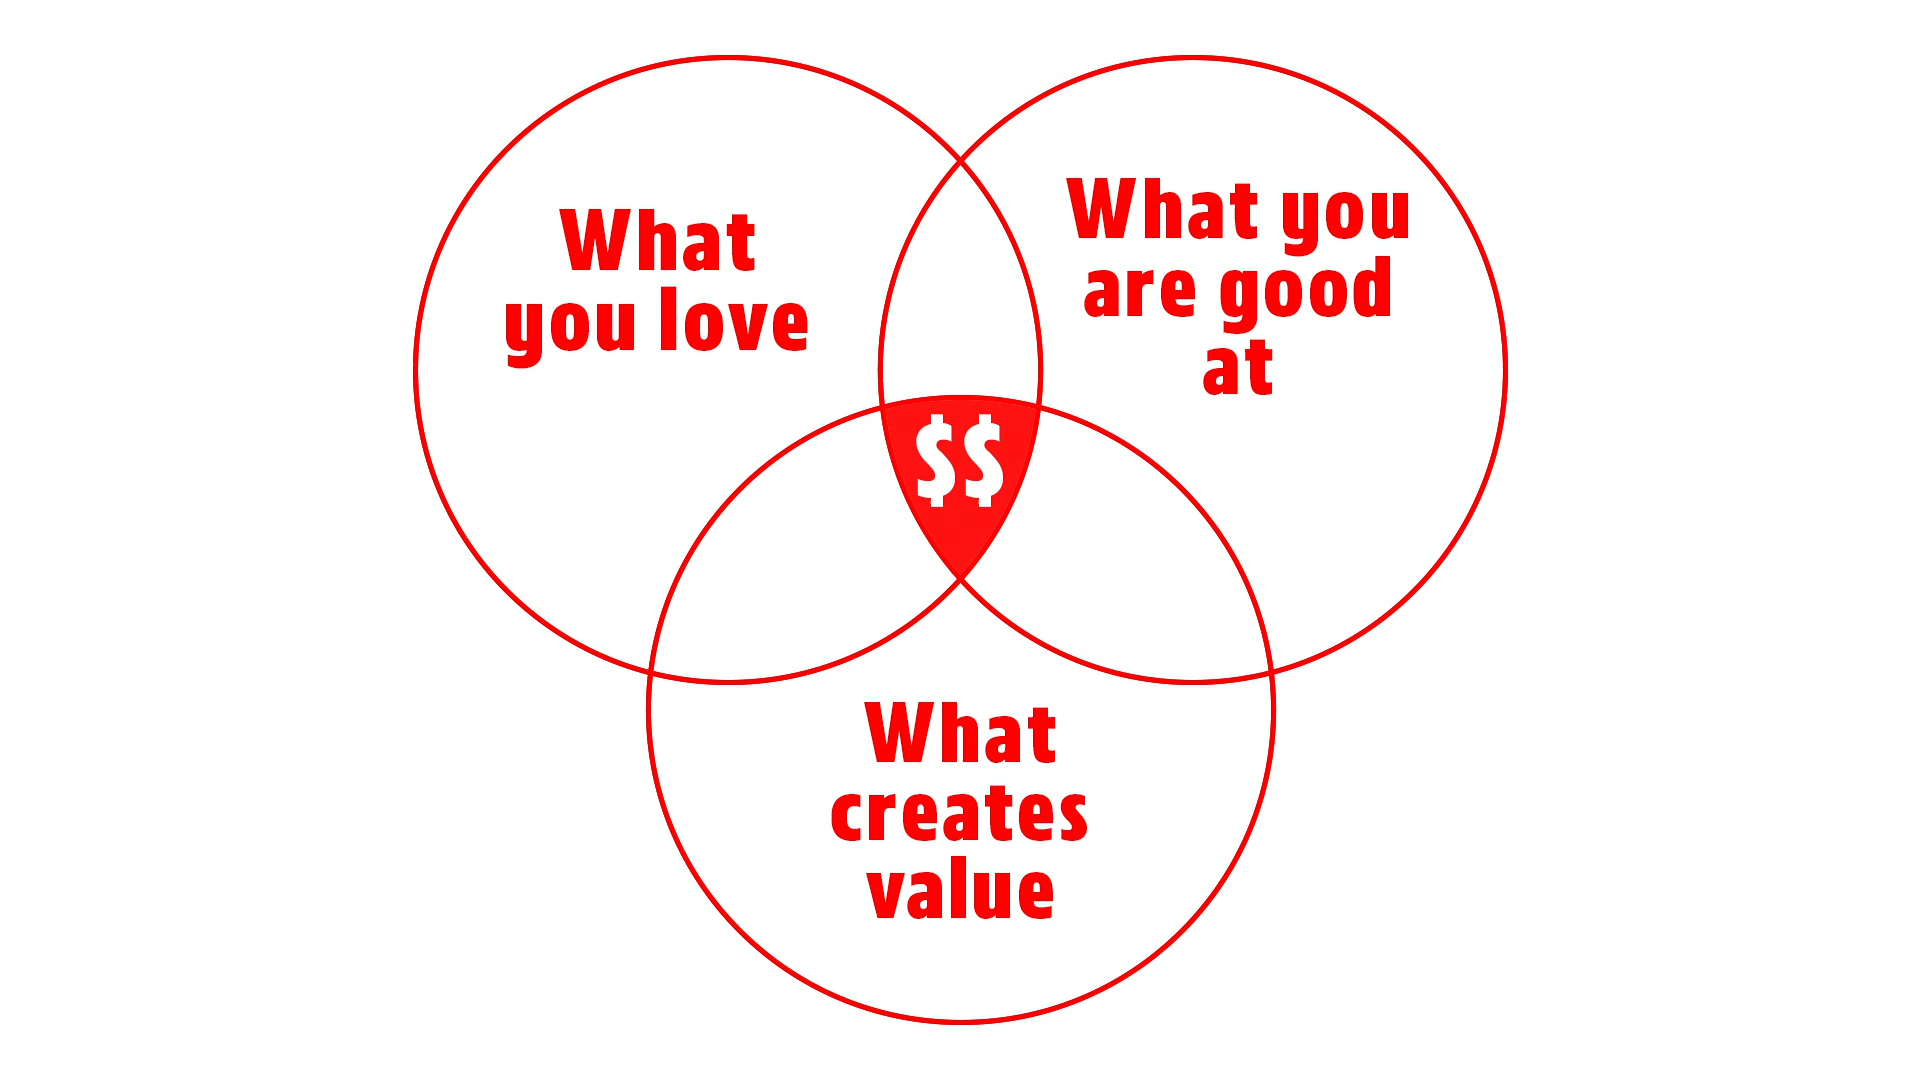 What
you love
What you
are good
at
$$
What
creates
value